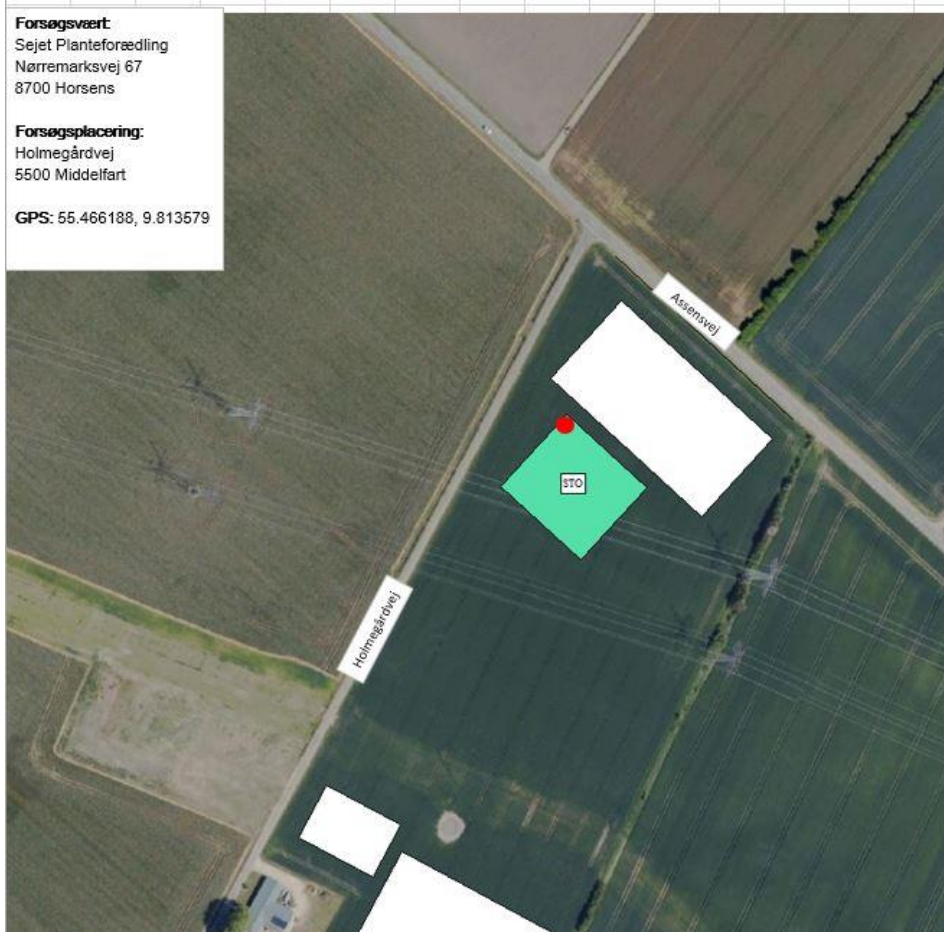 Forsøgsvært:
Sejet Planteforædling
Nørremarksvej 67
8700 Horsens
Forsøgsplacering:
Holmegårdvej
5500 Middelfart
GPS: 55.466188, 9.813579
Assensvej
STO
Holmegårdvej